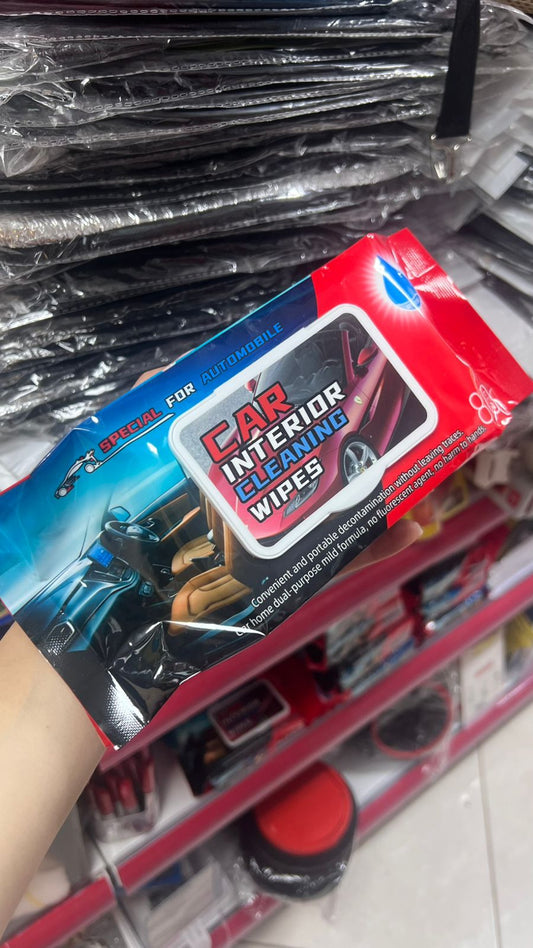 SPECIAL FOR AUTOMOBILE
CAR
INTERIOR
CLEANING
WIPES
Convenient and portable decontamination without leaving traces.
Car home dual-purpose mild formula, no fluorescent agent, no harm to hands.